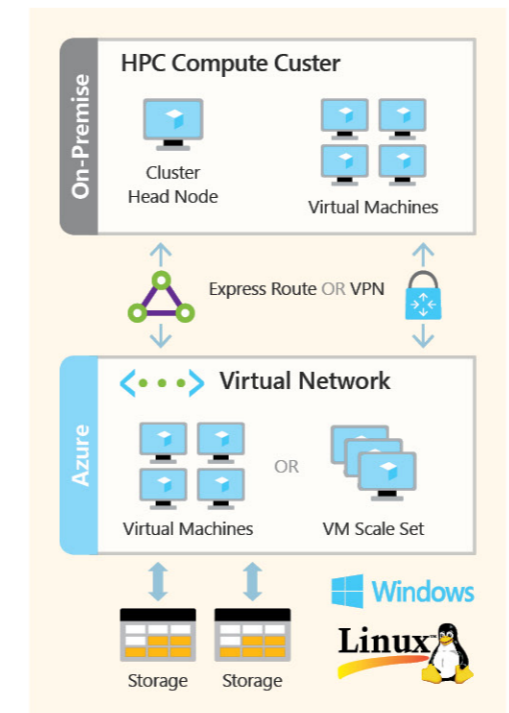 On-Premise
HPC Compute Custer
Cluster
Head Node
Virtual Machines
Express Route OR VPN
Azure
Virtual Network
Virtual Machines
OR
VM Scale Set
Storage
Storage
Windows
Linux